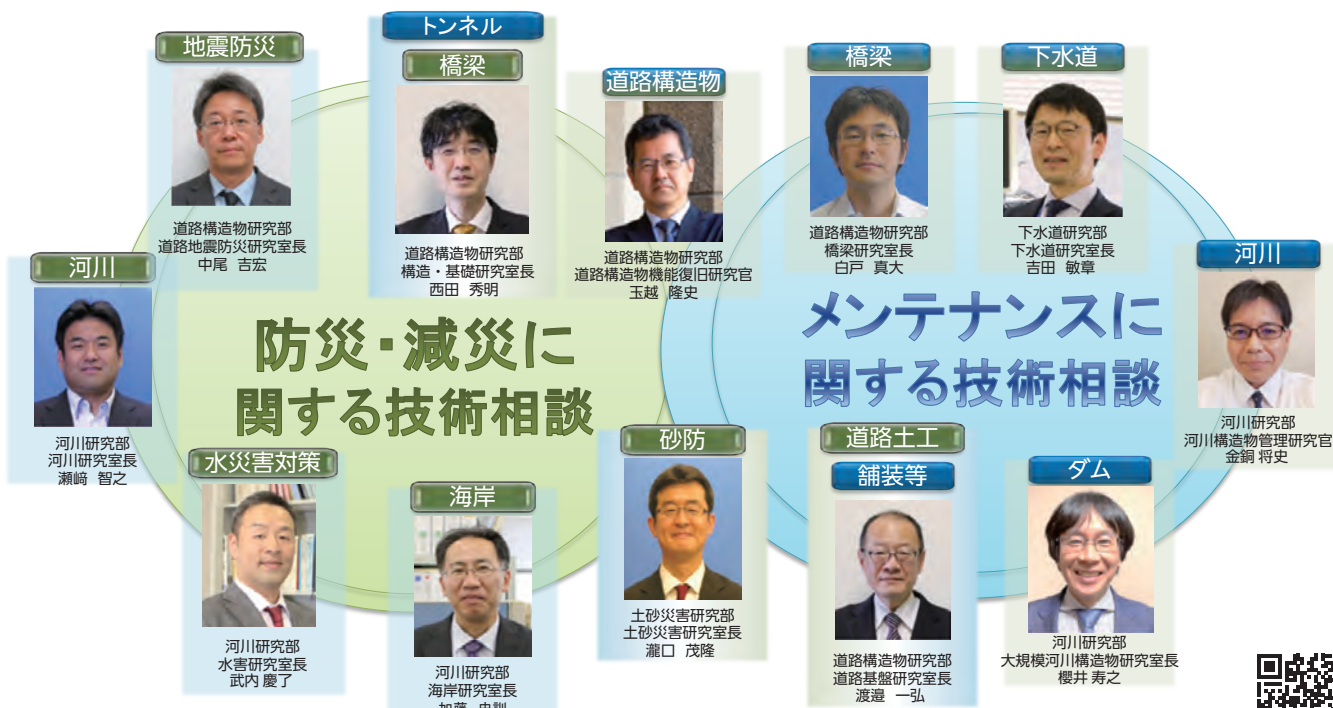 地震防災
道路構造物研究部
道路地震防災研究室長
中尾 吉宏
トンネル
橋梁
道路構造物研究部
構造・基礎研究室長
西田 秀明
道路構造物
道路構造物研究部
道路構造物機能復旧研究官
玉越 隆史
橋梁
道路構造物研究部
橋梁研究室長
白戸 真大
下水道
下水道研究部
下水道研究室長
吉田 敏章
河川
河川研究部
河川研究室長
瀬﨑 智之
防災・減災に
関する技術相談
メンテナンスに
関する技術相談
河川
河川研究部
河川構造物管理研究官
金銅 将史
水災害対策
河川研究部
水害研究室長
武内 慶了
海岸
河川研究部
海岸研究室長
砂防
土砂災害研究部
土砂災害研究室長
瀧口 茂隆
道路土工
舗装等
道路構造物研究部
道路基盤研究室長
渡邉 一弘
ダム
河川研究部
大規模河川構造物研究室長
櫻井 寿之